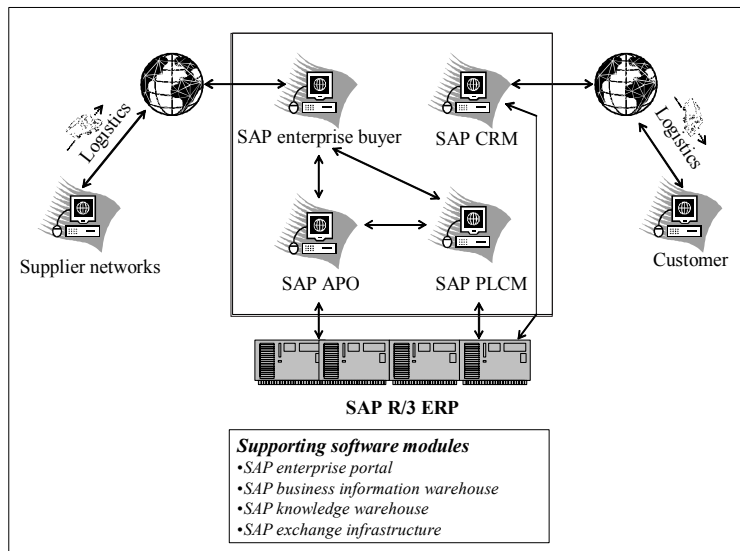 Logistics
Logistics
SAP enterprise buyer
SAP CRM
Supplier networks
SAP APO
SAP PLCM
Customer
SAP R/3 ERP
Supporting software modules
•SAP enterprise portal
•SAP business information warehouse
•SAP knowledge warehouse
•SAP exchange infrastructure